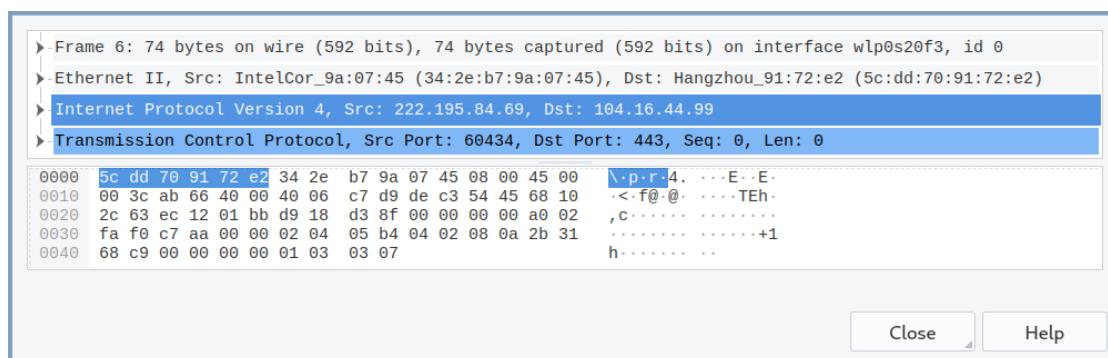 Frame 6: 74 bytes on wire (592 bits), 74 bytes captured (592 bits) on interface wlp0s20f3, id 0
Ethernet II, Src: IntelCor_9a:07:45 (34:2e:b7:9a:07:45), Dst: Hangzhou_91:72:e2 (5c:dd:70:91:72:e2)
Internet Protocol Version 4, Src: 222.195.84.69, Dst: 104.16.44.99
Transmission Control Protocol, Src Port: 60434, Dst Port: 443, Seq: 0, Len: 0
0000 5c dd 70 91 72 e2 34 2e b7 9a 07 45 08 00 45 00 \·p·r·4. ···E··E·
0010 00 3c ab 66 40 00 40 06 c7 d9 de c3 54 45 68 10 ·<·f@·@· ····TEh·
0020 2c 63 ec 12 01 bb d9 18 d3 8f 00 00 00 00 a0 02 ,c······ ········
0030 fa f0 c7 aa 00 00 02 04 05 b4 04 02 08 0a 2b 31 ········ ······+1
0040 68 c9 00 00 00 00 01 03 03 07 h······· ··
Close Help